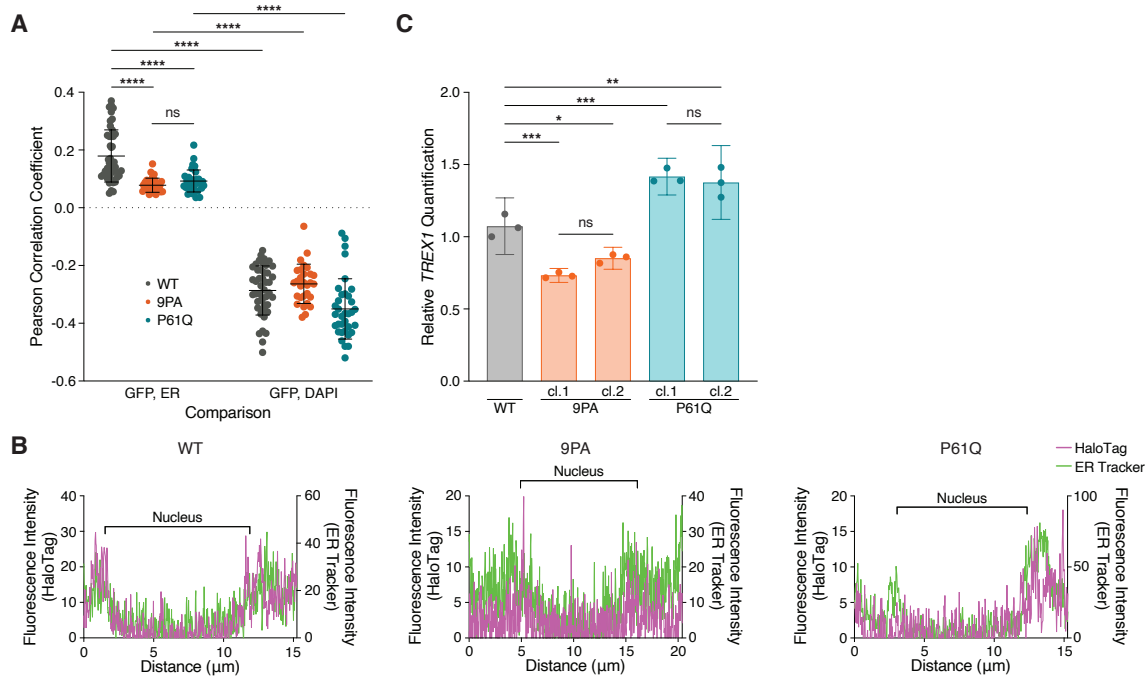 A
****
****
****
****
****
ns
0.4
0.2
0.0
-0.2
-0.4
-0.6
Pearson Correlation Coefficient
WT
9PA
P61Q
GFP, ER
GFP, DAPI
Comparison
C
**
***
*
***
ns
ns
2.0
1.5
1.0
0.5
0.0
Relative TREX1 Quantification
cl.1
cl.2
cl.1
cl.2
WT
9PA
P61Q
B
WT
Nucleus
Fluorescence Intensity
(HaloTag)
40
30
20
10
0
60
40
20
0
Fluorescence Intensity
(ER Tracker)
0
5
10
15
Distance (µm)
9PA
Nucleus
Fluorescence Intensity
(HaloTag)
20
15
10
5
0
40
30
20
10
0
Fluorescence Intensity
(ER Tracker)
0
5
10
15
20
Distance (µm)
P61Q
HaloTag
ER Tracker
Nucleus
Fluorescence Intensity
(HaloTag)
20
15
10
5
0
100
50
0
Fluorescence Intensity
(ER Tracker)
0
5
10
15
Distance (µm)